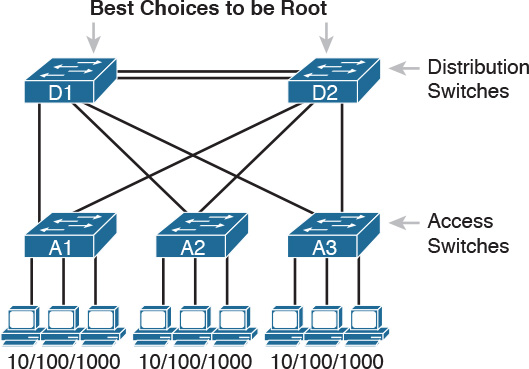 Best Choices to be Root
D1
D2
Distribution
Switches
A1
A2
A3
Access
Switches
10/100/1000
10/100/1000
10/100/1000